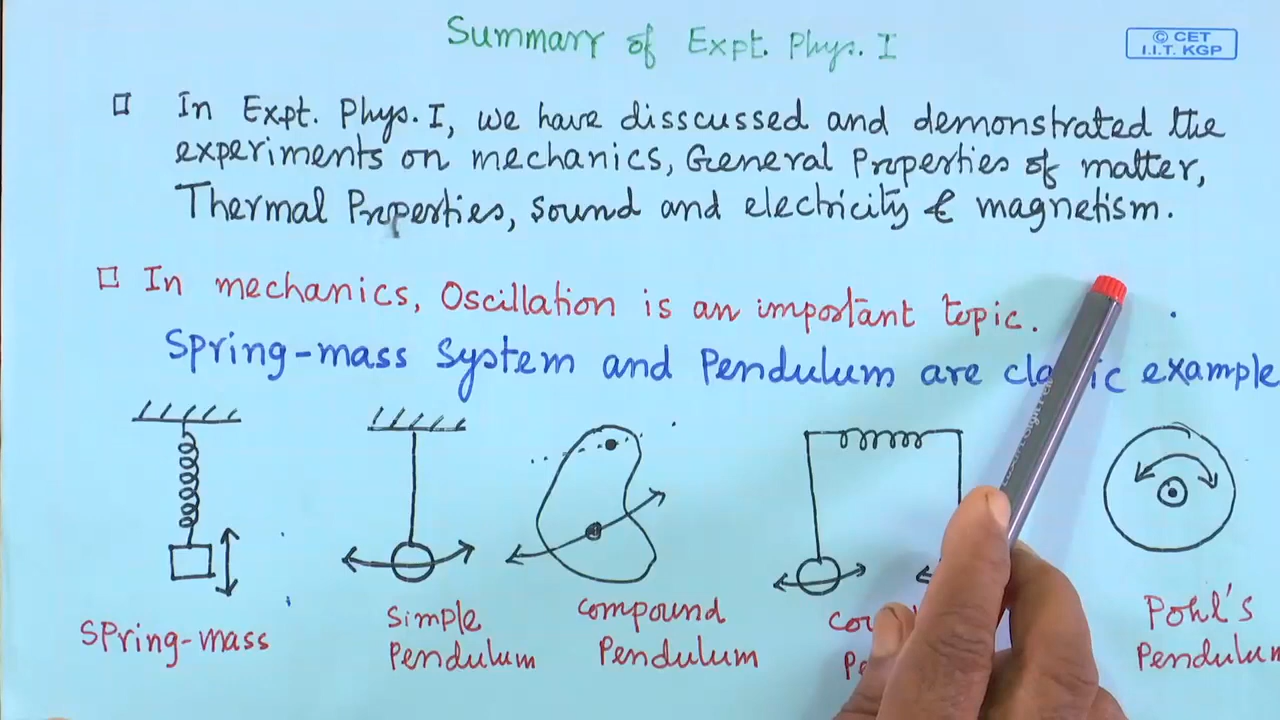 Summary of Expt. Phys. I
© CET
I.I.T. KGP
In Expt. Phys. I, we have disscussed and demonstrated the
experiments on mechanics, General Properties of matter,
Thermal Properties, sound and electricity & magnetism.
In mechanics, Oscillation is an important topic.
Spring-mass system and Pendulum are example
Spring-mass
Simple
Pendulum
Compound
Pendulum
Pohl's
Pendulum